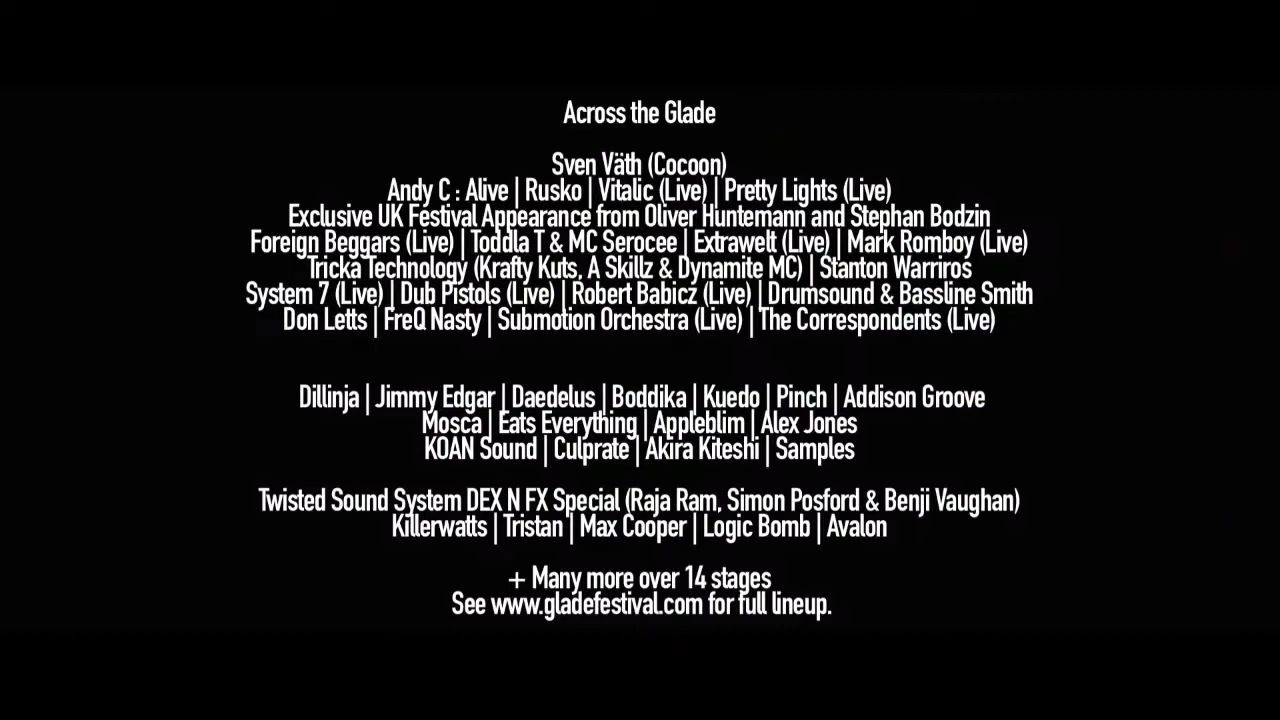 Across the Glade
Sven Väth (Cocoon)
Andy C : Alive | Rusko | Vitalic (Live) | Pretty Lights (Live)
Exclusive UK Festival Appearance from Oliver Huntemann and Stephan Bodzin
Foreign Beggars (Live) | Toddla T & MC Serocee | Extrawelt (Live) | Mark Romboy (Live)
Tricka Technology (Krafty Kuts, A Skillz & Dynamite MC) | Stanton Warriros
System 7 (Live) | Dub Pistols (Live) | Robert Babicz (Live) | Drumsound & Bassline Smith
Don Letts | FreQ Nasty | Submotion Orchestra (Live) | The Correspondents (Live)
Dillinja | Jimmy Edgar | Daedelus | Boddika | Kuedo | Pinch | Addison Groove
Mosca | Eats Everything | Appleblim | Alex Jones
KOAN Sound | Culprate | Akira Kiteshi | Samples
Twisted Sound System DEX N FX Special (Raja Ram, Simon Posford & Benji Vaughan)
Killerwatts | Tristan | Max Cooper | Logic Bomb | Avalon
+ Many more over 14 stages
See www.gladefestival.com for full lineup.